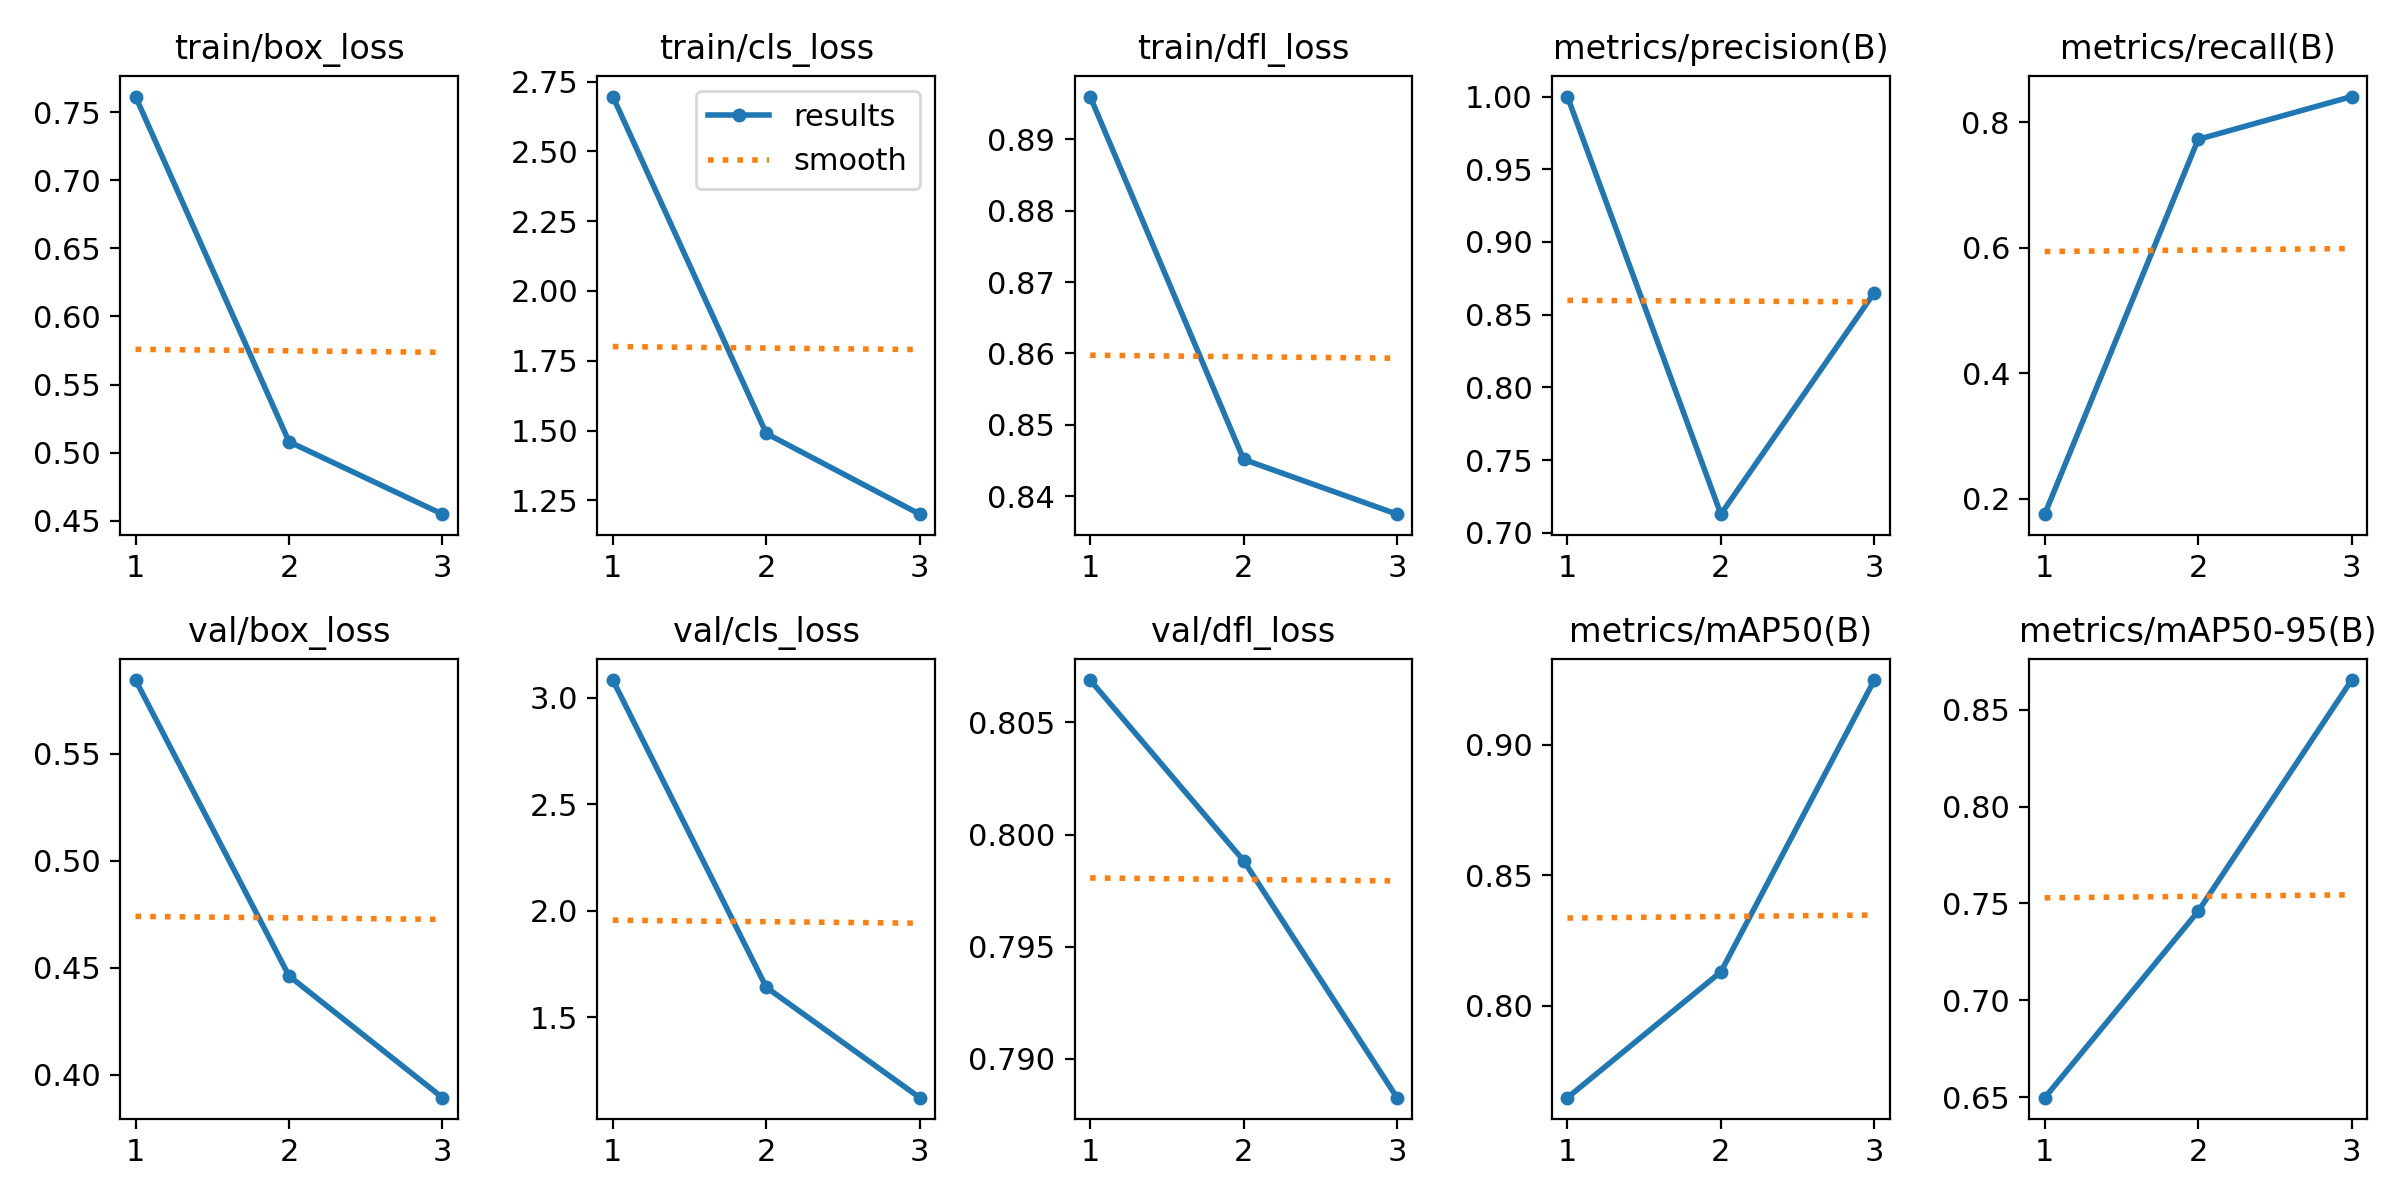 train/box_loss
0.75
0.70
0.65
0.60
0.55
0.50
0.45
1 2 3
train/cls_loss
2.75
2.50
2.25
2.00
1.75
1.50
1.25
results
smooth
1 2 3
train/dfl_loss
0.89
0.88
0.87
0.86
0.85
0.84
1 2 3
metrics/precision(B)
1.00
0.95
0.90
0.85
0.80
0.75
0.70
1 2 3
metrics/recall(B)
0.8
0.6
0.4
0.2
1 2 3
val/box_loss
0.55
0.50
0.45
0.40
1 2 3
val/cls_loss
3.0
2.5
2.0
1.5
1 2 3
val/dfl_loss
0.805
0.800
0.795
0.790
1 2 3
metrics/mAP50(B)
0.90
0.85
0.80
1 2 3
metrics/mAP50-95(B)
0.85
0.80
0.75
0.70
0.65
1 2 3